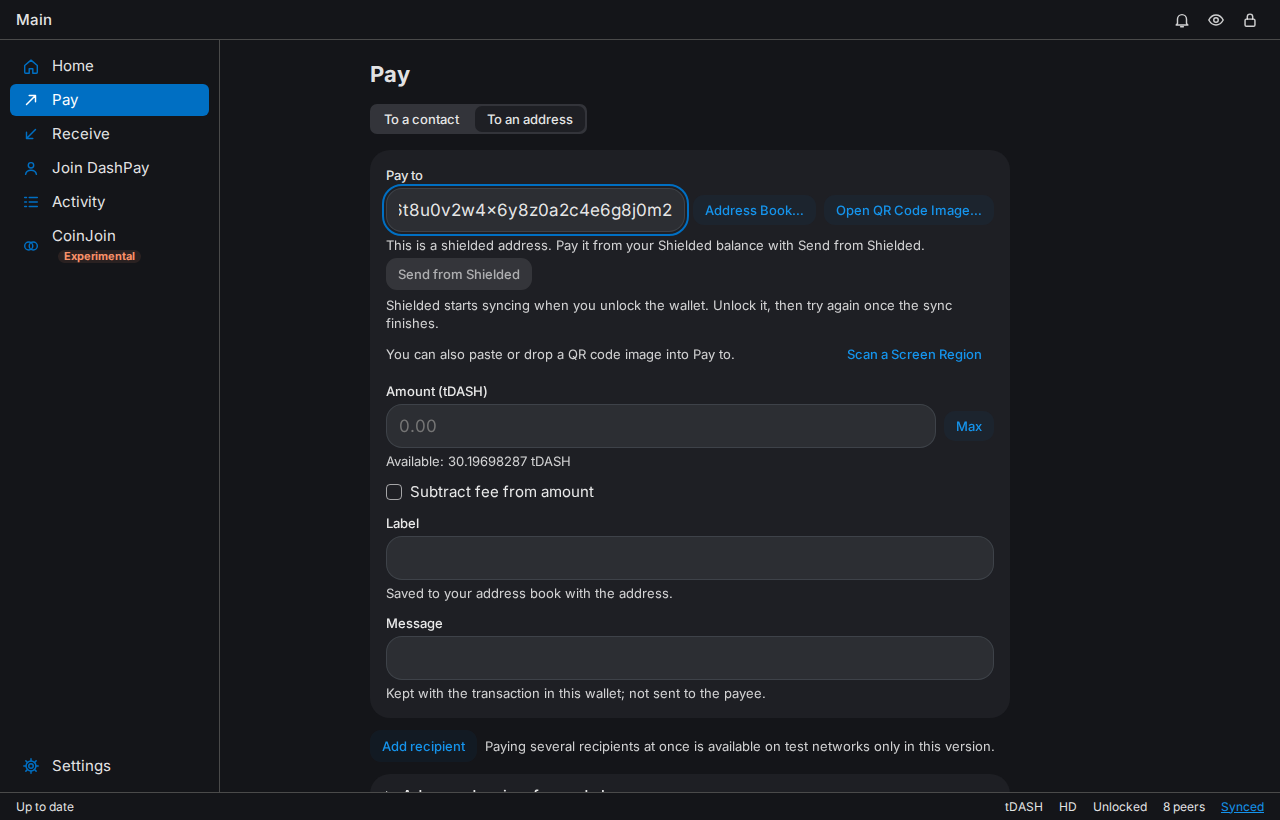 Main
Home
Pay
Receive
Join DashPay
Activity
CoinJoin
Experimental
Settings
Pay
To a contact
To an address
Pay to
t8u0v2w4x6y8z0a2c4e6g8j0m2
Address Book...
Open QR Code Image...
This is a shielded address. Pay it from your Shielded balance with Send from Shielded.
Send from Shielded
Shielded starts syncing when you unlock the wallet. Unlock it, then try again once the sync
finishes.
You can also paste or drop a QR code image into Pay to.
Scan a Screen Region
Amount (tDASH)
0.00
Max
Available: 30.19698287 tDASH
Subtract fee from amount
Label
Saved to your address book with the address.
Message
Kept with the transaction in this wallet; not sent to the payee.
Add recipient
Paying several recipients at once is available on test networks only in this version.
Up to date
tDASH
HD
Unlocked
8 peers
Synced